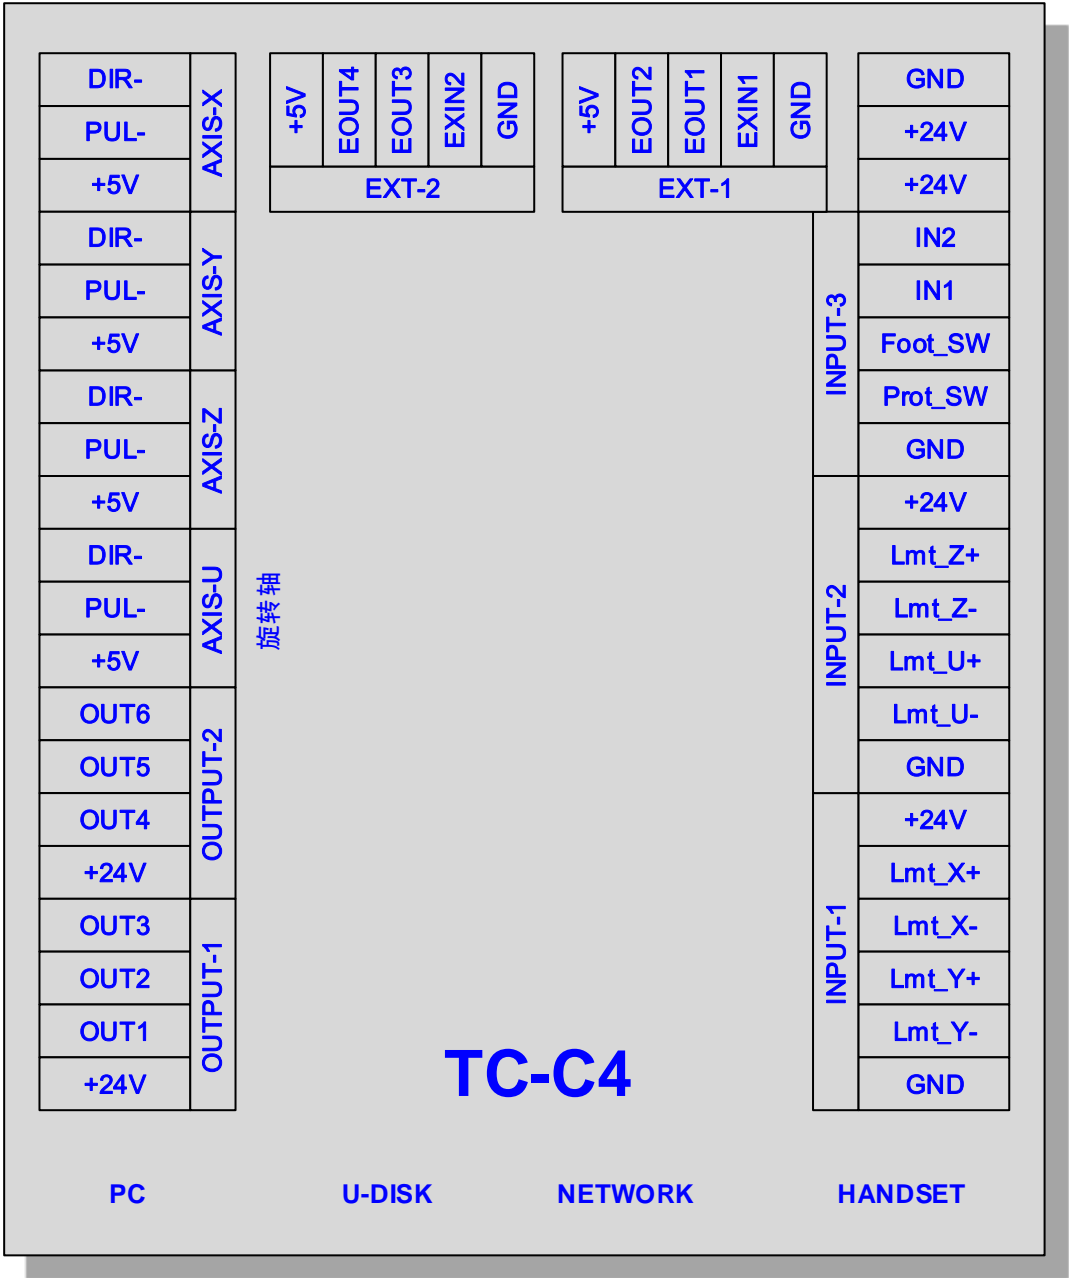 DIR-
PUL-
+5V
AXIS-X
DIR-
PUL-
+5V
AXIS-Y
DIR-
PUL-
+5V
AXIS-Z
DIR-
PUL-
+5V
AXIS-U
旋转轴
OUT6
OUT5
OUT4
+24V
OUTPUT-2
OUT3
OUT2
OUT1
+24V
OUTPUT-1
+5V
EOUT4
EOUT3
EXIN2
GND
EXT-2
+5V
EOUT2
EOUT1
EXIN1
GND
EXT-1
GND
+24V
+24V
INPUT-3
IN2
IN1
Foot_SW
Prot_SW
GND
INPUT-2
+24V
Lmt_Z+
Lmt_Z-
Lmt_U+
Lmt_U-
GND
INPUT-1
+24V
Lmt_X+
Lmt_X-
Lmt_Y+
Lmt_Y-
GND
TC-C4
PC
U-DISK
NETWORK
HANDSET